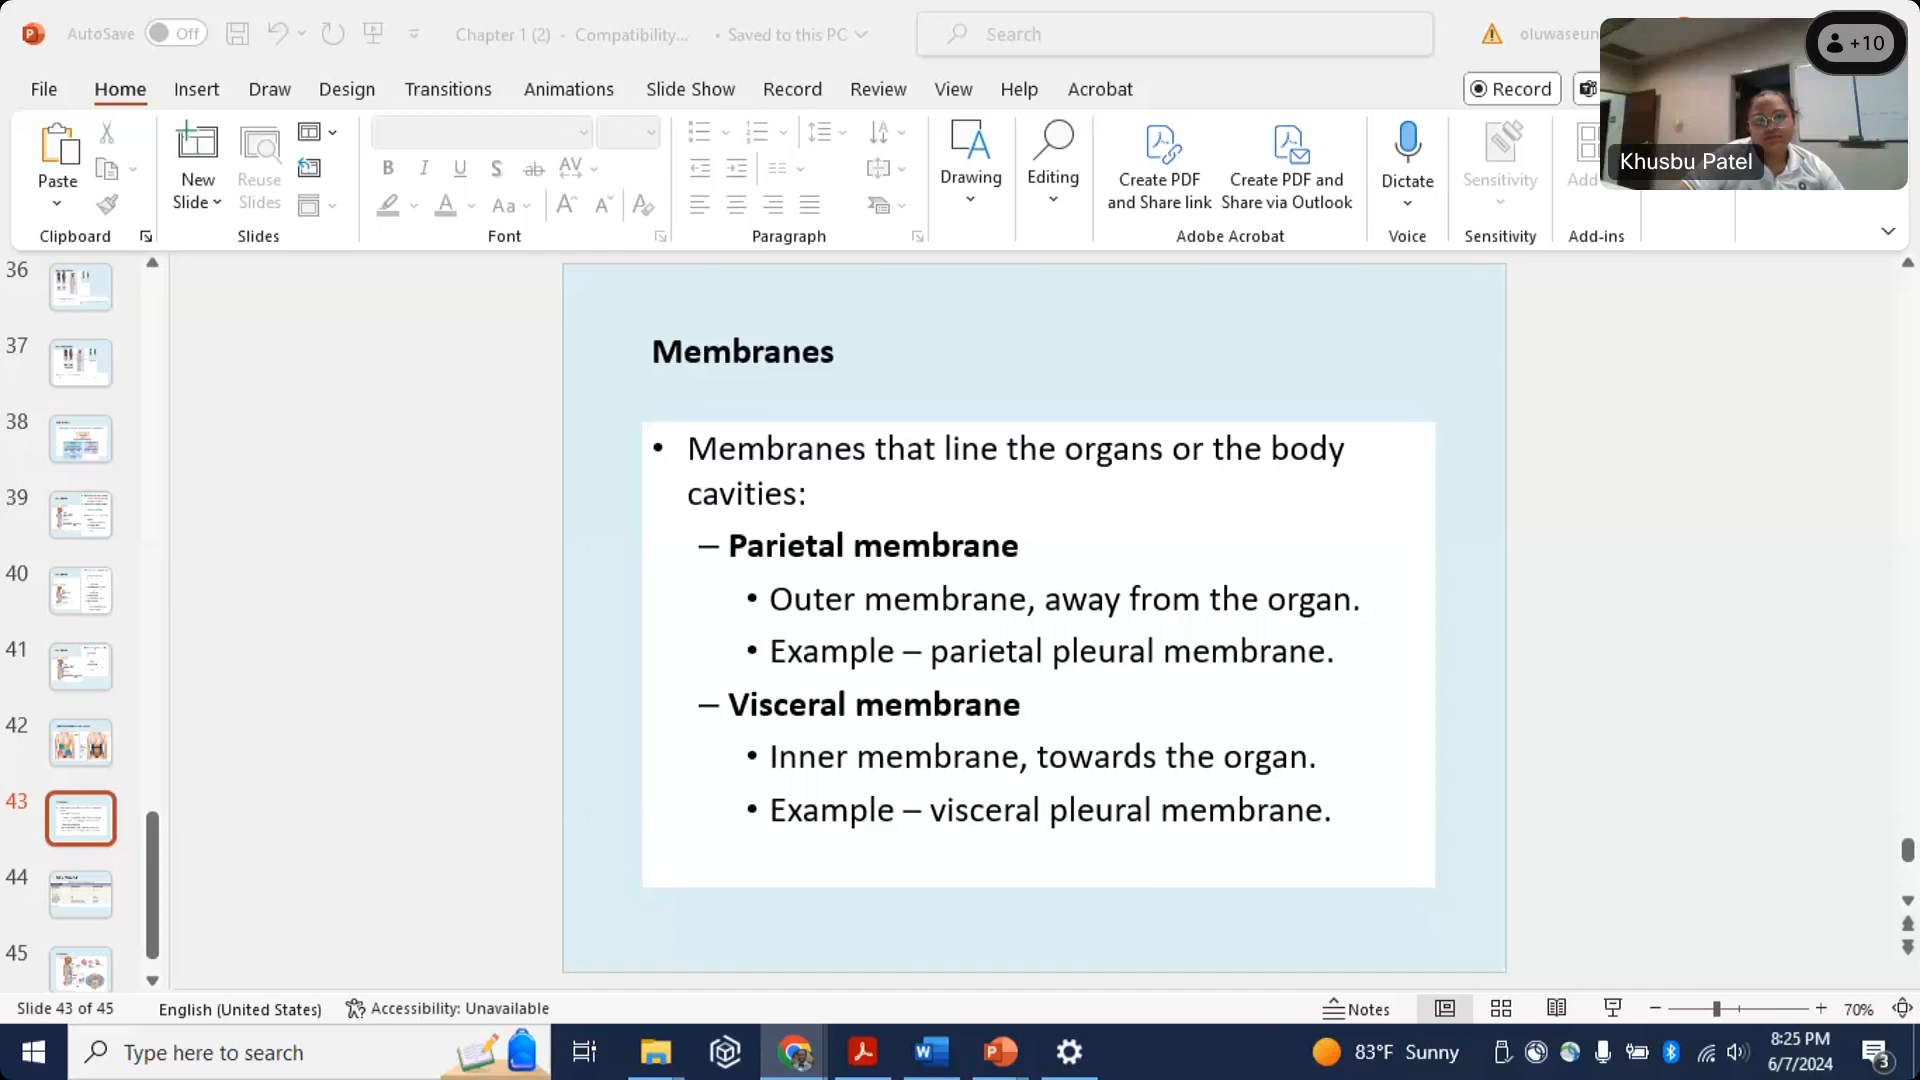 AutoSave Off Chapter 1 (2) - Compatibility... • Saved to this PC Search oluwaseun
+10
File Home Insert Draw Design Transitions Animations Slide Show Record Review View Help Acrobat Record
Khusbu Patel
Paste
New
Slide
Reuse
Slides
B I U S ab AV
A Aa A A
Drawing
Editing
Create PDF
and Share link
Create PDF and
Share via Outlook
Dictate
Sensitivity
Add
Clipboard Slides Font Paragraph Adobe Acrobat Voice Sensitivity Add-ins
36
37
38
39
40
41
42
43
44
45
Membranes
• Membranes that line the organs or the body
cavities:
– Parietal membrane
• Outer membrane, away from the organ.
• Example – parietal pleural membrane.
– Visceral membrane
• Inner membrane, towards the organ.
• Example – visceral pleural membrane.
Slide 43 of 45 English (United States) Accessibility: Unavailable Notes 70%
Type here to search 83°F Sunny 8:25 PM
6/7/2024
3